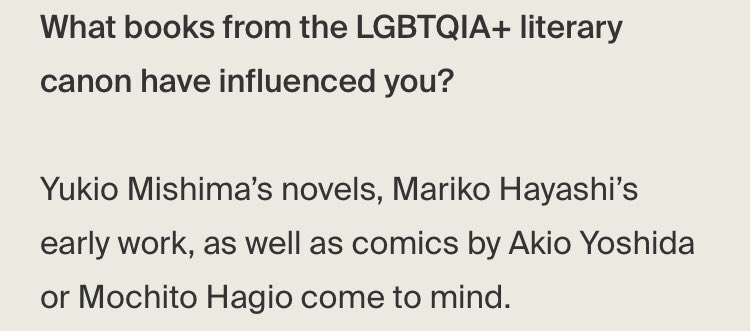 What books from the LGBTQIA+ literary
canon have influenced you?
Yukio Mishima’s novels, Mariko Hayashi’s
early work, as well as comics by Akio Yoshida
or Mochito Hagio come to mind.